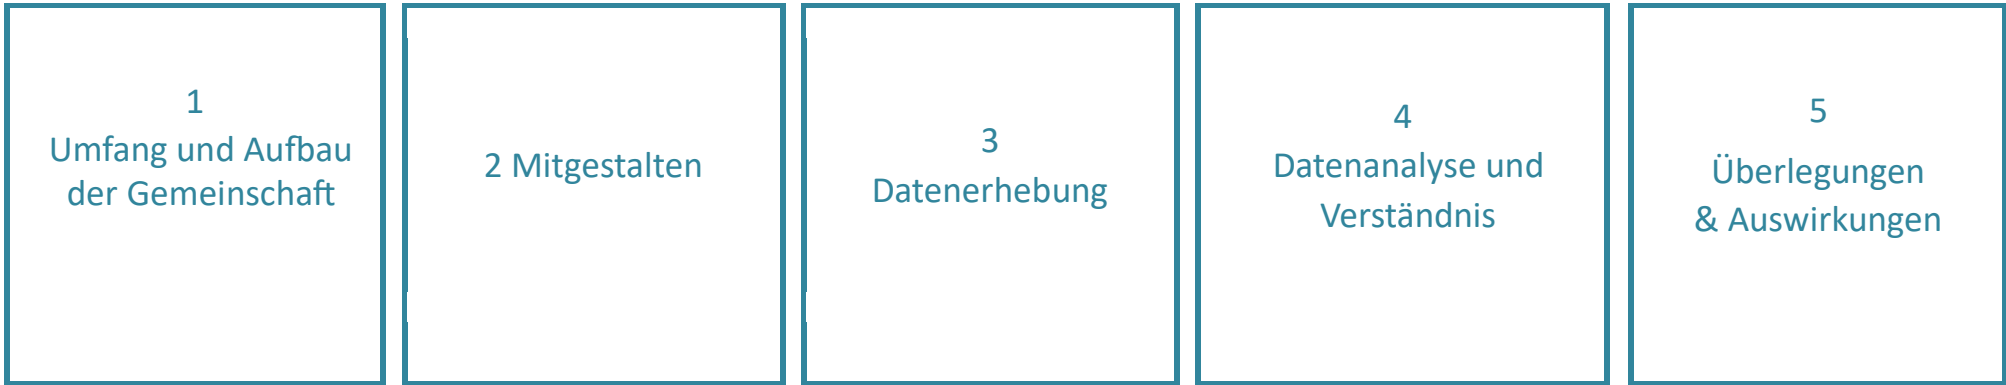 1
Umfang und Aufbau
der Gemeinschaft
2 Mitgestalten
3
Datenerhebung
4
Datenanalyse und
Verständnis
5
Überlegungen
& Auswirkungen